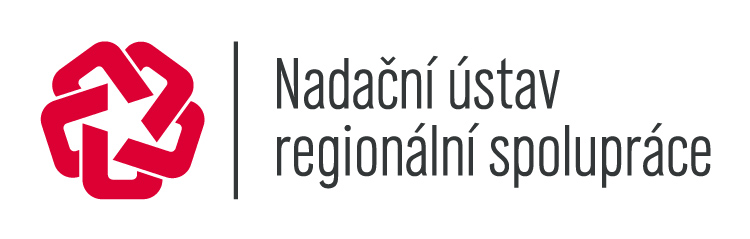 Nadační ústav
regionální spolupráce